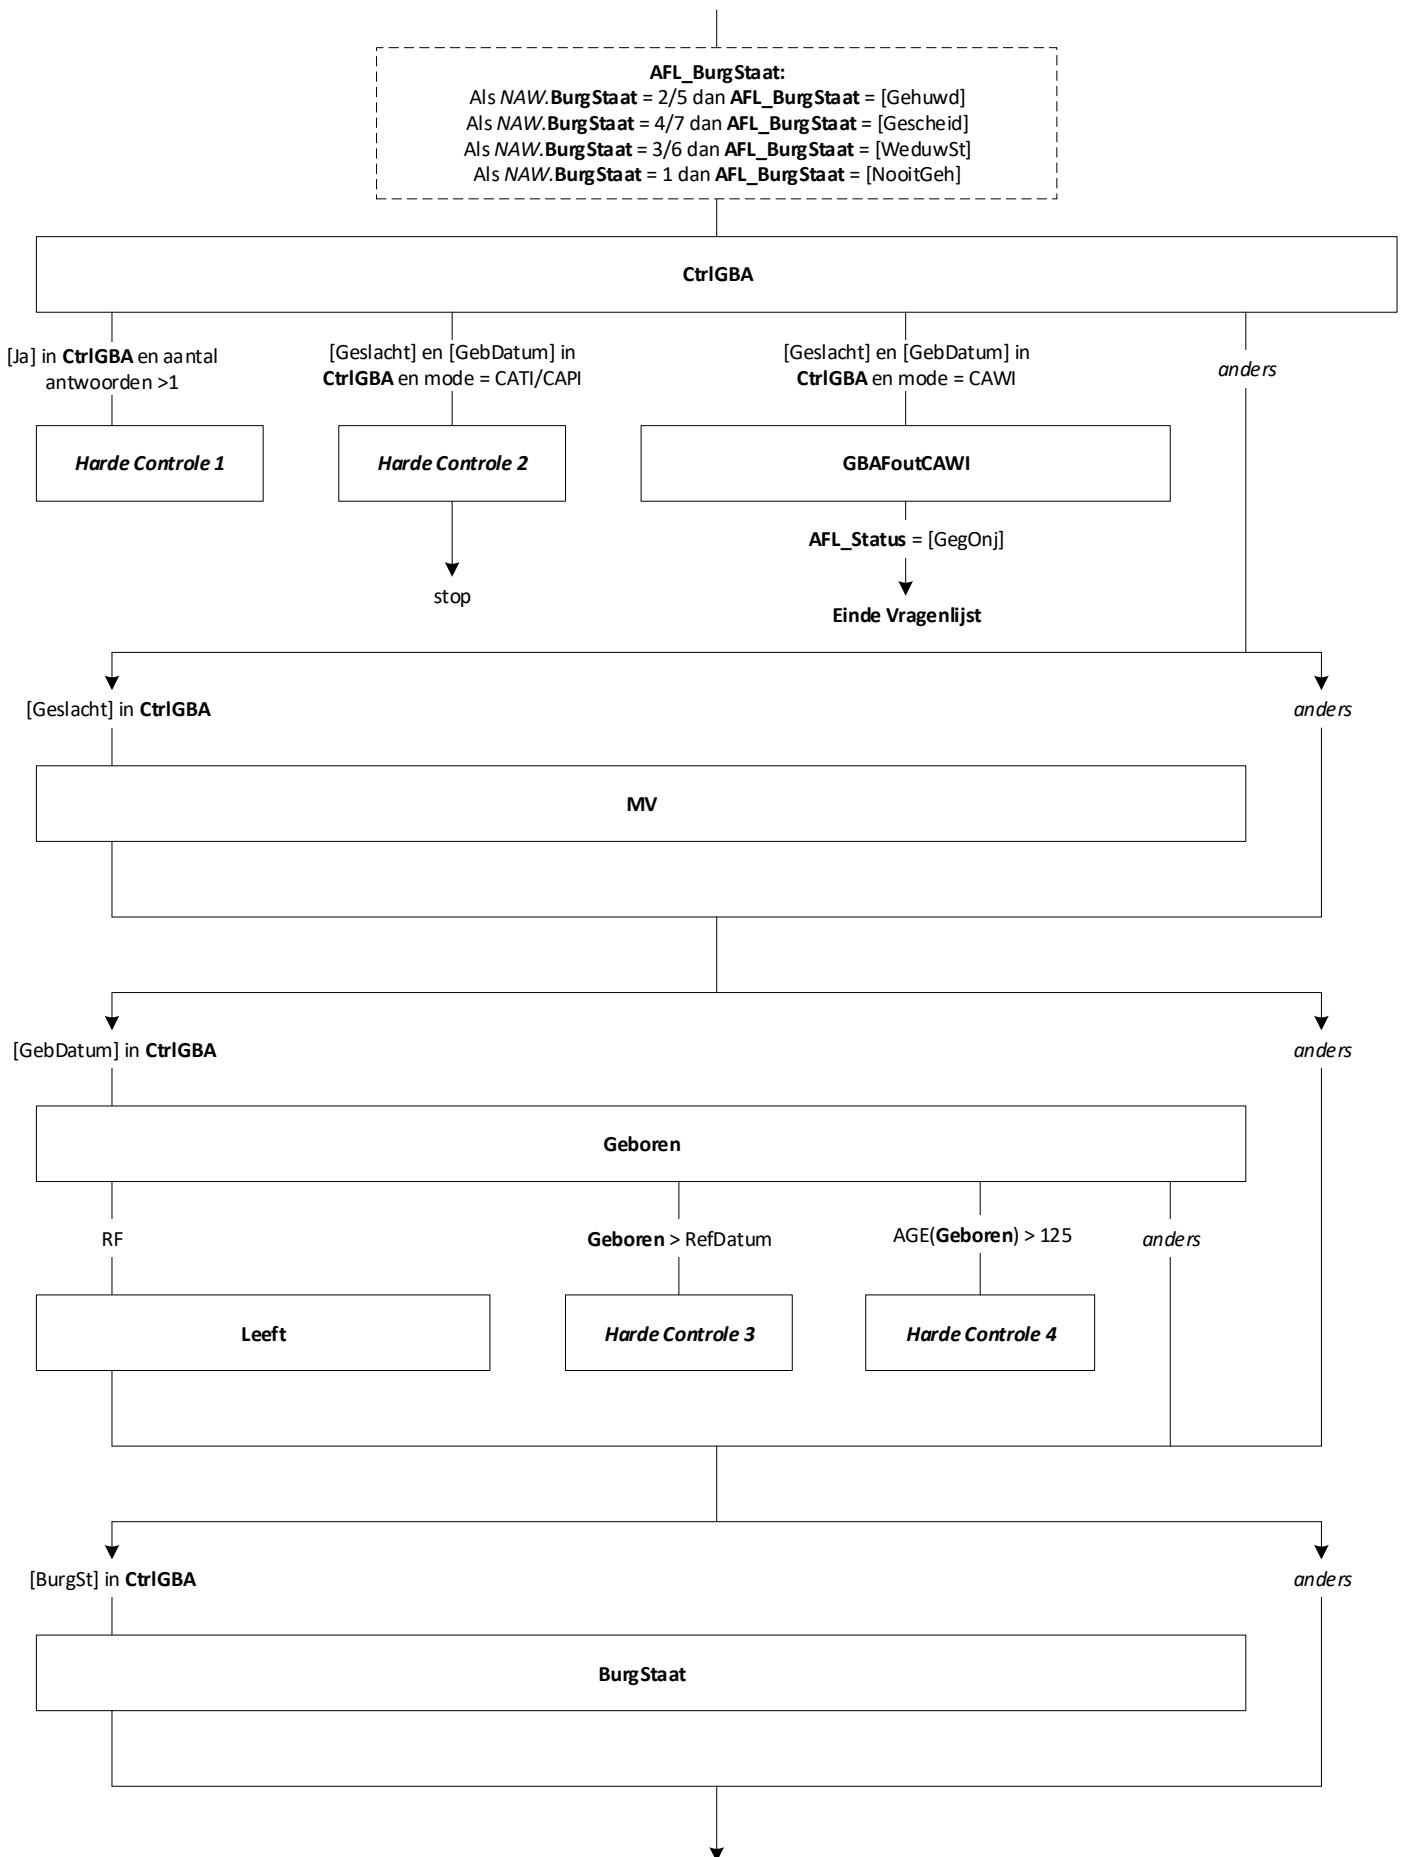 AFL_BurgStaat:
Als NAW.BurgStaat = 2/5 dan AFL_BurgStaat = [Gehuwd]
Als NAW.BurgStaat = 4/7 dan AFL_BurgStaat = [Gescheid]
Als NAW.BurgStaat = 3/6 dan AFL_BurgStaat = [WeduwSt]
Als NAW.BurgStaat = 1 dan AFL_BurgStaat = [NooitGeh]
CtrlGBA
[Ja] in CtrlGBA en aantal
antwoorden >1
[Geslacht] en [GebDatum] in
CtrlGBA en mode = CATI/CAPI
[Geslacht] en [GebDatum] in
CtrlGBA en mode = CAWI
anders
Harde Controle 1
Harde Controle 2
GBAFoutCAWI
AFL_Status = [GegOnj]
stop
Einde Vragenlijst
[Geslacht] in CtrlGBA
anders
MV
[GebDatum] in CtrlGBA
anders
Geboren
RF
Geboren > RefDatum
AGE(Geboren) > 125
anders
Leeft
Harde Controle 3
Harde Controle 4
[BurgSt] in CtrlGBA
anders
BurgStaat